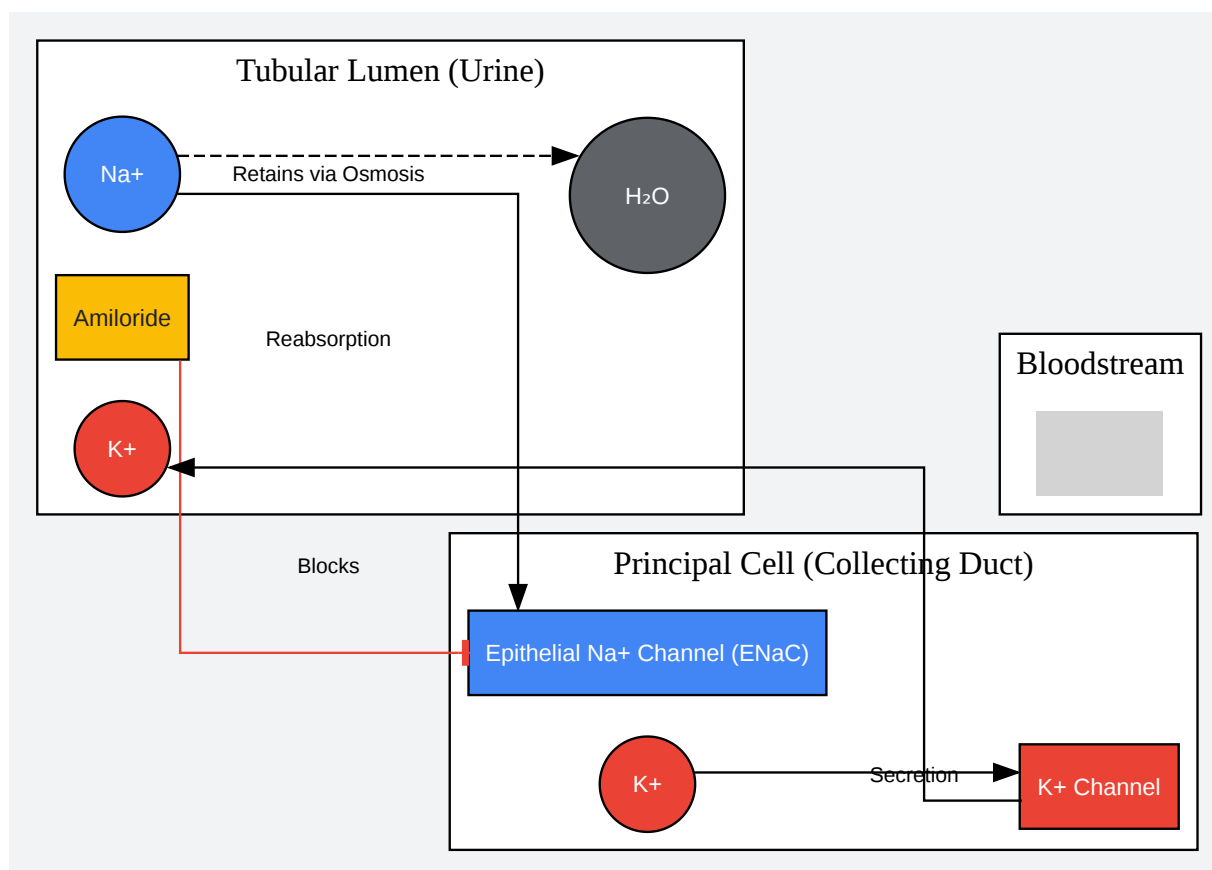 Tubular Lumen (Urine)
Na+
Retains via Osmosis
H₂O
Amiloride
Reabsorption
K+
Bloodstream
Blocks
Principal Cell (Collecting Duct)
Epithelial Na+ Channel (ENaC)
K+
Secretion
K+ Channel